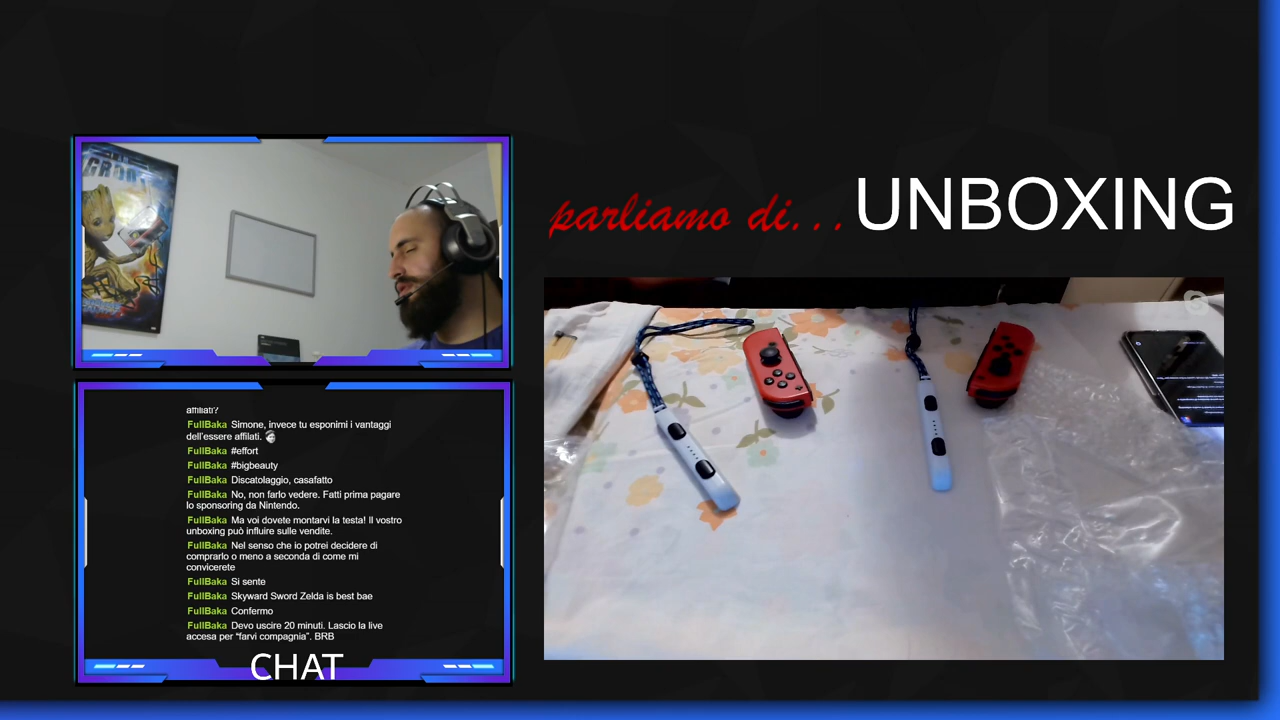 GROOT
parliamo di... UNBOXING
affiliati?
FullBaka Simone, invece tu esponimi i vantaggi
dell'essere affilati.
FullBaka #effort
FullBaka #bigbeauty
FullBaka Discatolaggio, casafatto
FullBaka No, non farlo vedere. Fatti prima pagare
lo sponsoring da Nintendo.
FullBaka Ma voi dovete montarvi la testa! Il vostro
unboxing può influire sulle vendite.
FullBaka Nel senso che io potrei decidere di
comprarlo o meno a seconda di come mi
convicerete
FullBaka Si sente
FullBaka Skyward Sword Zelda is best bae
FullBaka Confermo
FullBaka Devo uscire 20 minuti. Lascio la live
accesa per “farvi compagnia”. BRB
CHAT